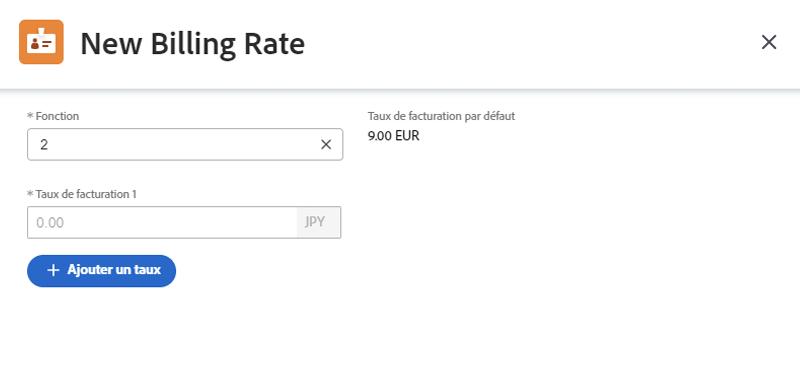 New Billing Rate
* Fonction
Taux de facturation par défaut
2
9.00 EUR
* Taux de facturation 1
0.00 JPY
Ajouter un taux